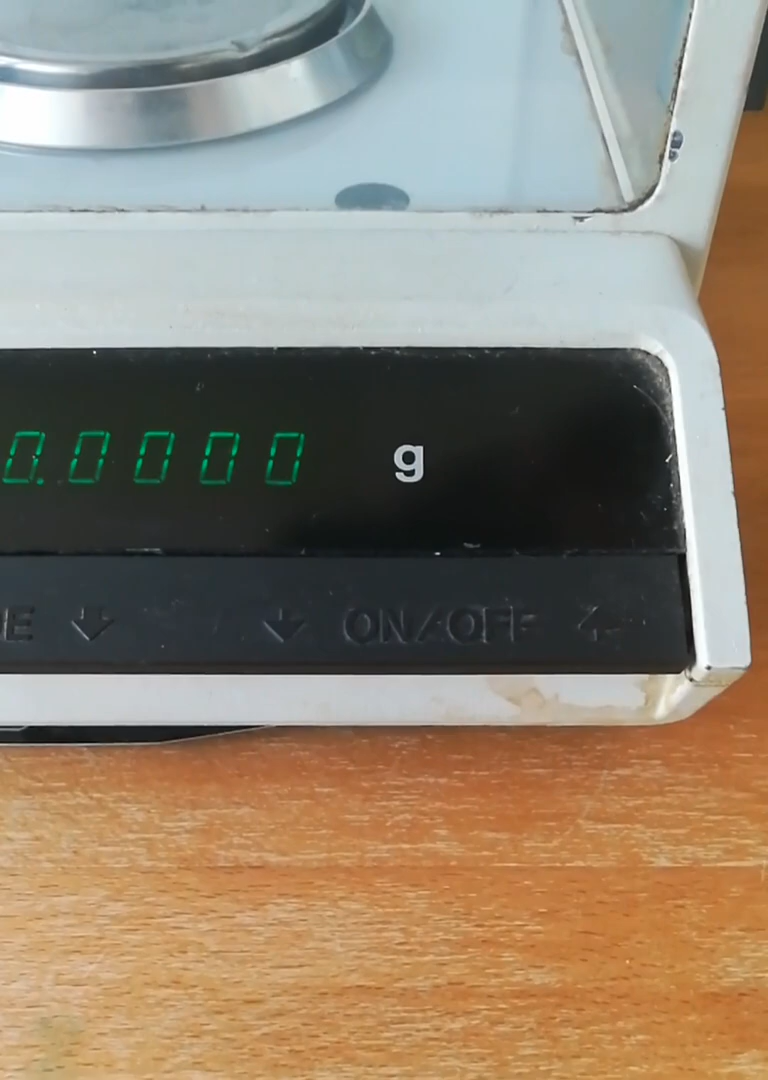 0.0000 g
E ↓ ↓ ON/OFF ←